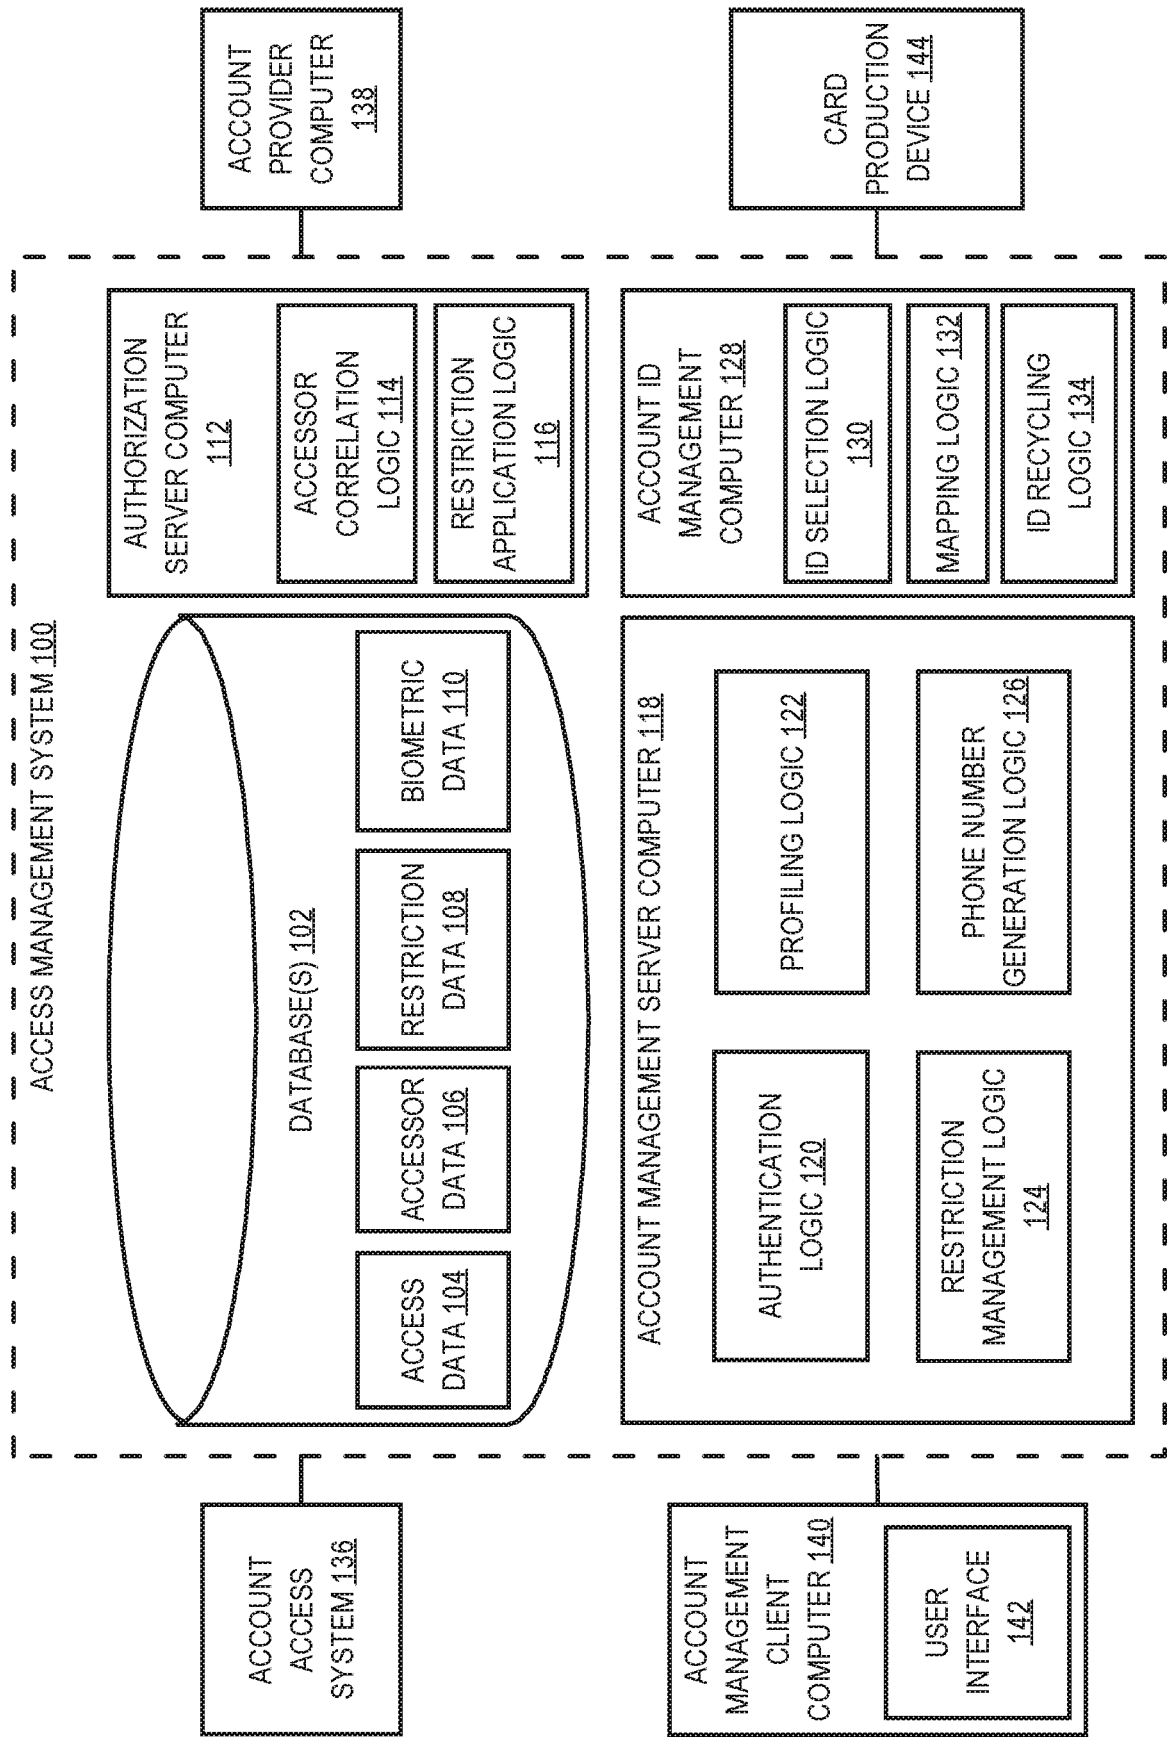 ACCESS MANAGEMENT SYSTEM 100
ACCOUNT
ACCESS
SYSTEM 136
DATABASE(S) 102
ACCESS
DATA 104
ACCESSOR
DATA 106
RESTRICTION
DATA 108
BIOMETRIC
DATA 110
AUTHORIZATION
SERVER COMPUTER
112
ACCESSOR
CORRELATION
LOGIC 114
RESTRICTION
APPLICATION LOGIC
116
ACCOUNT
PROVIDER
COMPUTER
138
ACCOUNT
MANAGEMENT
CLIENT
COMPUTER 140
USER
INTERFACE
142
ACCOUNT MANAGEMENT SERVER COMPUTER 118
AUTHENTICATION
LOGIC 120
PROFILING LOGIC 122
RESTRICTION
MANAGEMENT LOGIC
124
PHONE NUMBER
GENERATION LOGIC 126
ACCOUNT ID
MANAGEMENT
COMPUTER 128
ID SELECTION LOGIC
130
MAPPING LOGIC 132
ID RECYCLING
LOGIC 134
CARD
PRODUCTION
DEVICE 144